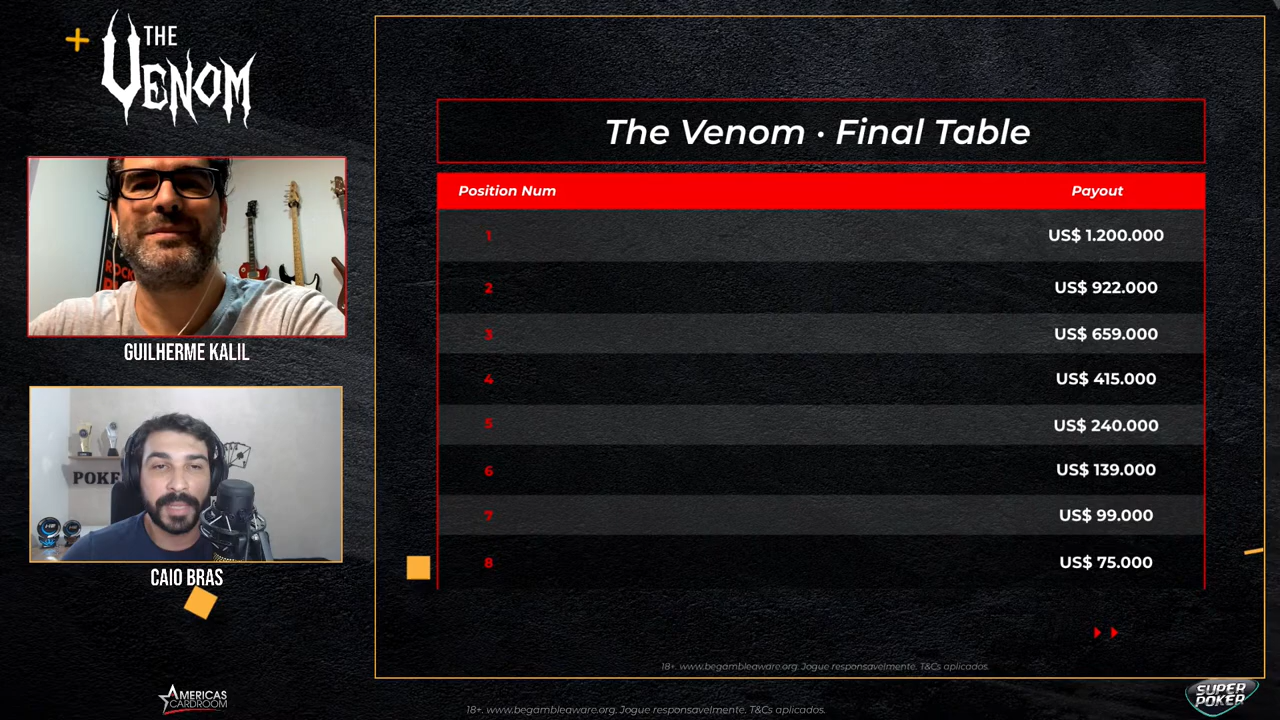 THE
VENOM
ROCK
GUILHERME KALIL
POKE
CAIO BRAS
AMERICAS
CARDROOM
The Venom · Final Table
Position Num Payout
1 US$ 1.200.000
2 US$ 922.000
3 US$ 659.000
4 US$ 415.000
5 US$ 240.000
6 US$ 139.000
7 US$ 99.000
8 US$ 75.000
18+. www.begambleaware.org. Jogue responsavelmente. T&Cs aplicados.
18+. www.begambleaware.org. Jogue responsavelmente. T&Cs aplicados.
SUPER
POKER